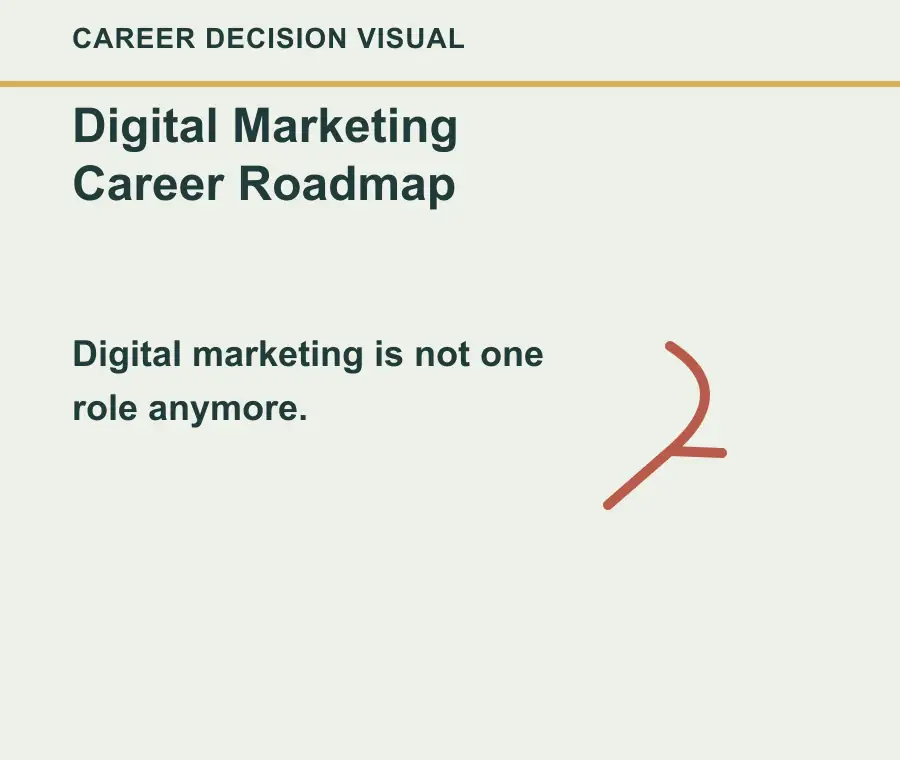 CAREER DECISION VISUAL
Digital Marketing
Career Roadmap
Digital marketing is not one
role anymore.